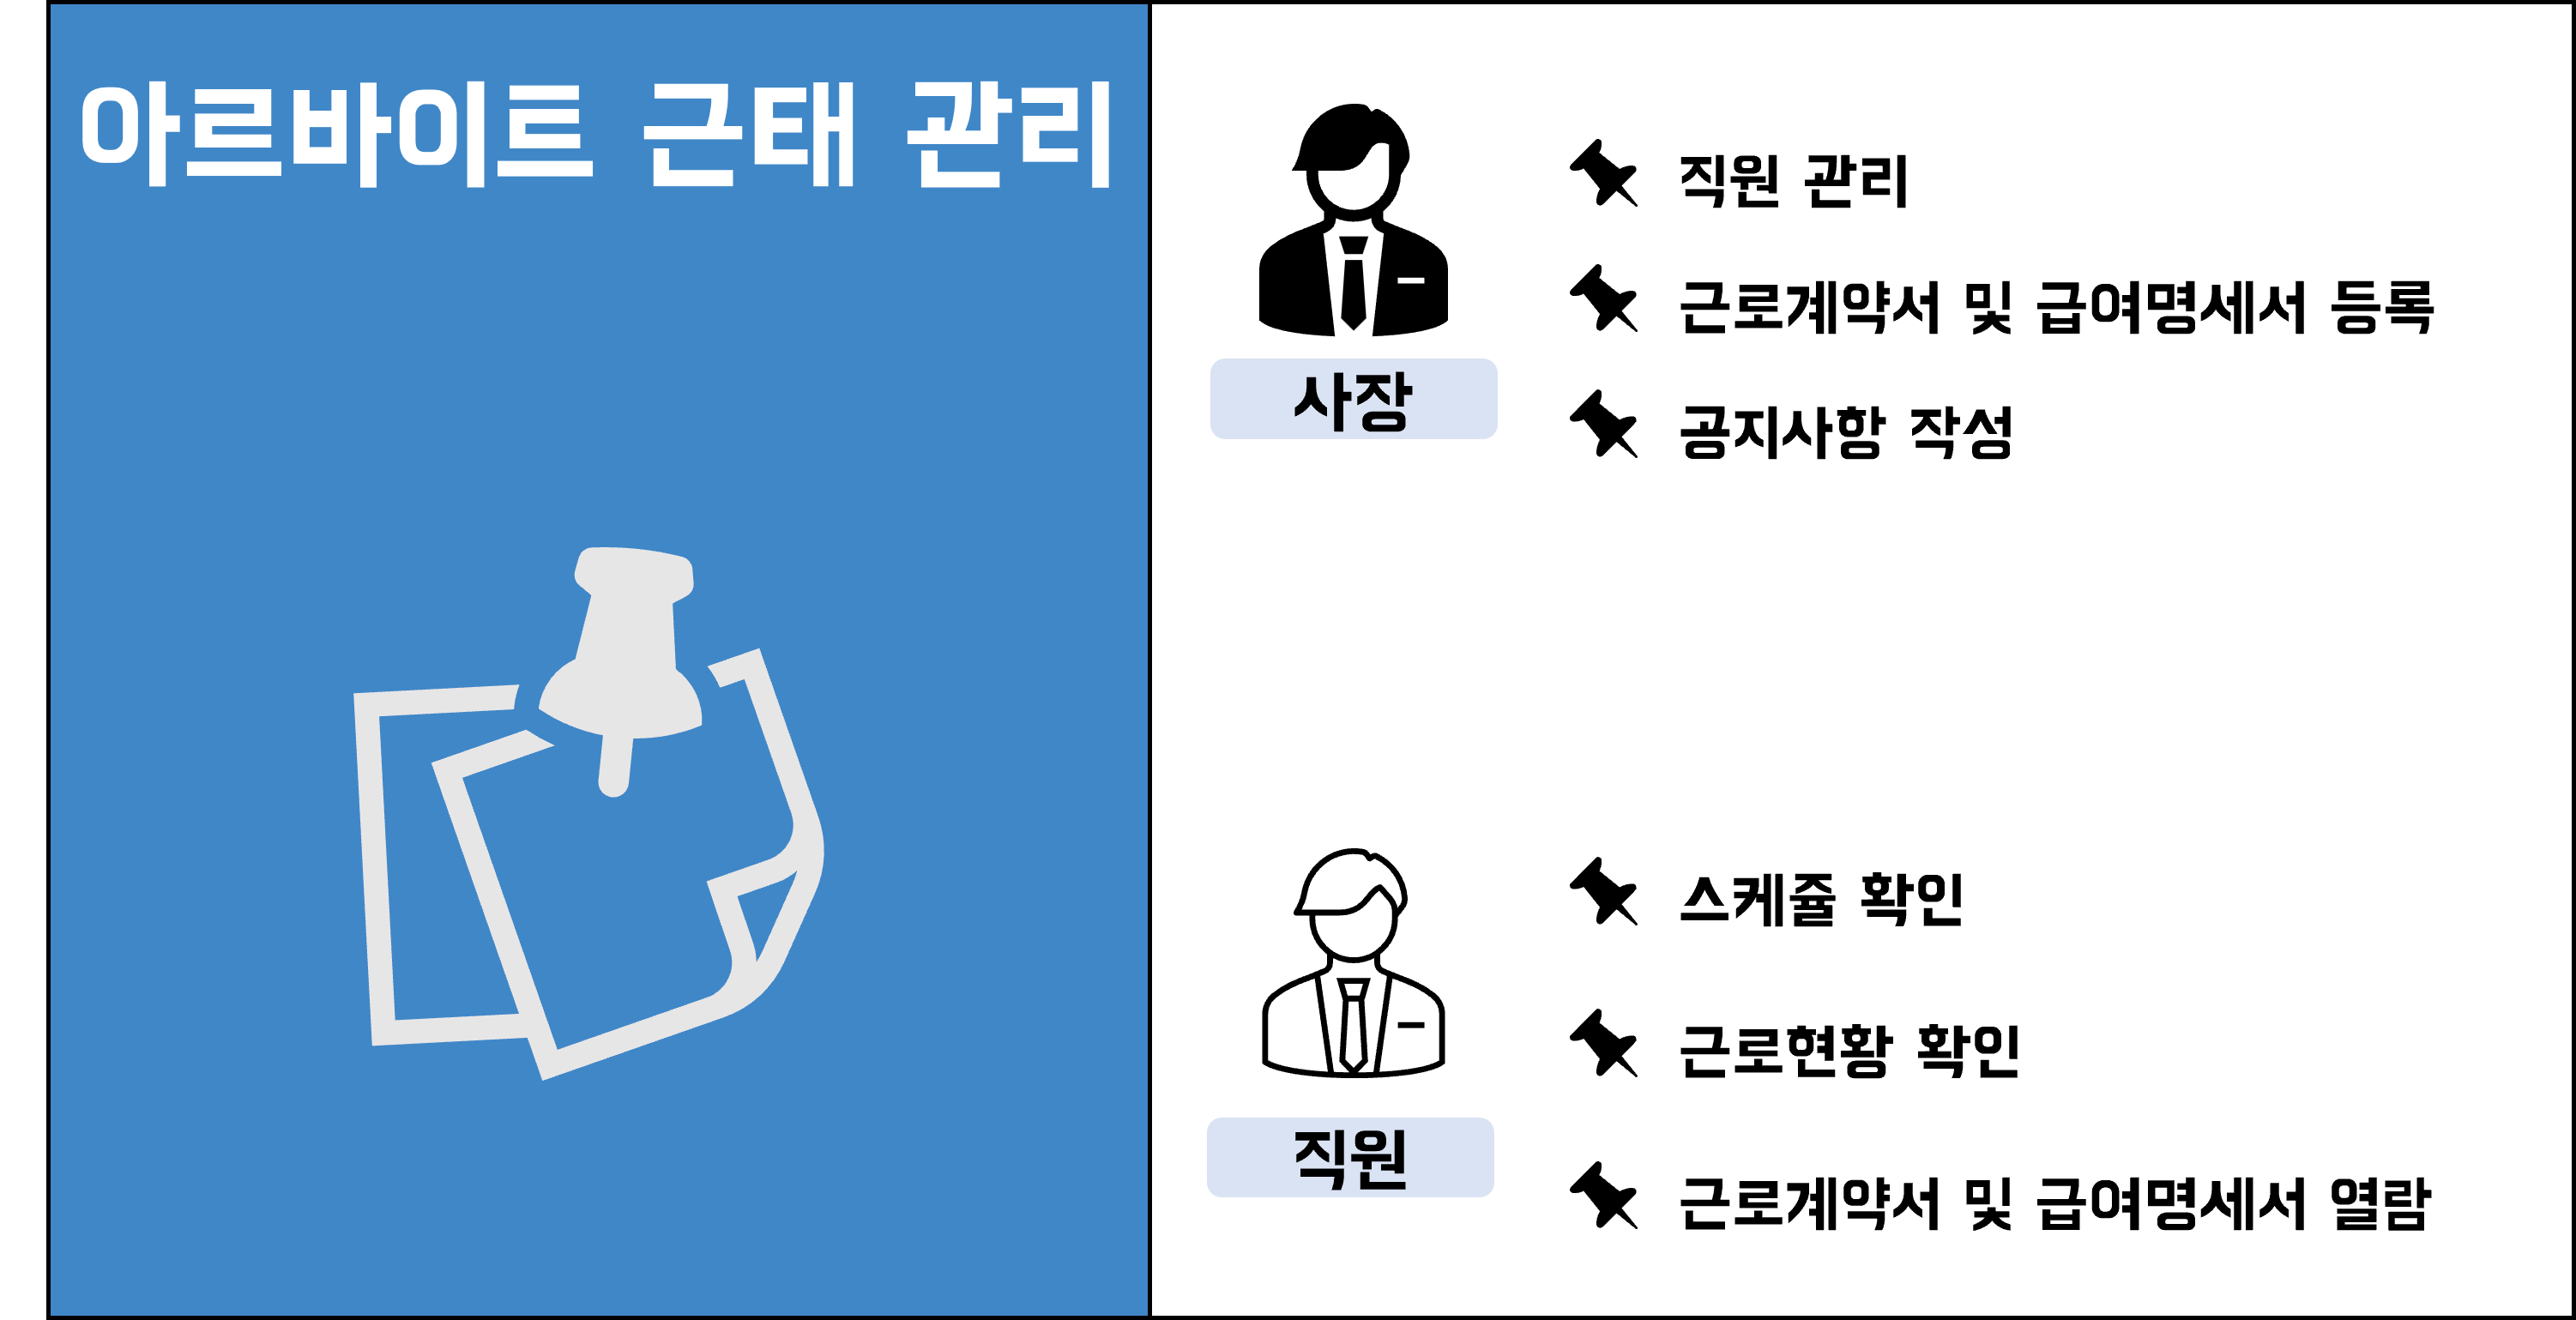 아르바이트 근태 관리
사장
직원 관리
근로계약서 및 급여명세서 등록
공지사항 작성
직원
스케줄 확인
근로현황 확인
근로계약서 및 급여명세서 열람